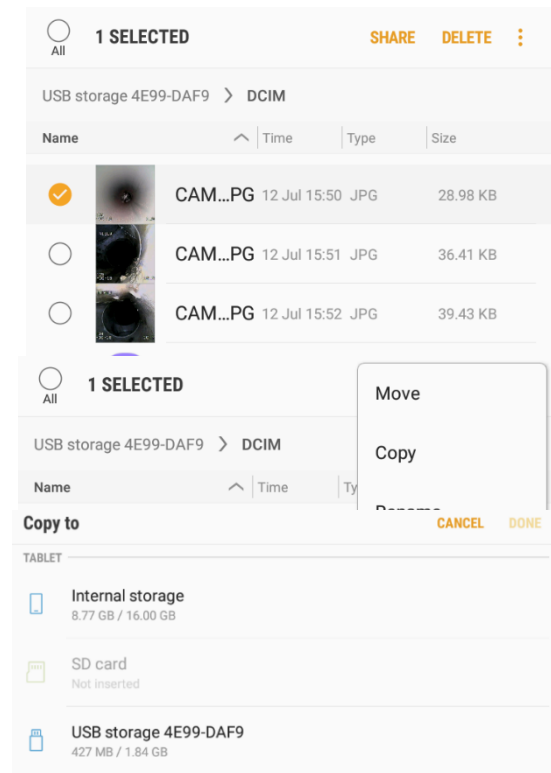 All 1 SELECTED SHARE DELETE
USB storage 4E99-DAF9 > DCIM
Name Time Type Size
CAM...PG 12 Jul 15:50 JPG 28.98 KB
CAM...PG 12 Jul 15:51 JPG 36.41 KB
CAM...PG 12 Jul 15:52 JPG 39.43 KB
All 1 SELECTED
Move
USB storage 4E99-DAF9 > DCIM
Copy
Name Time Ty
Copy to CANCEL DONE
TABLET
Internal storage
8.77 GB / 16.00 GB
SD card
Not inserted
USB storage 4E99-DAF9
427 MB / 1.84 GB